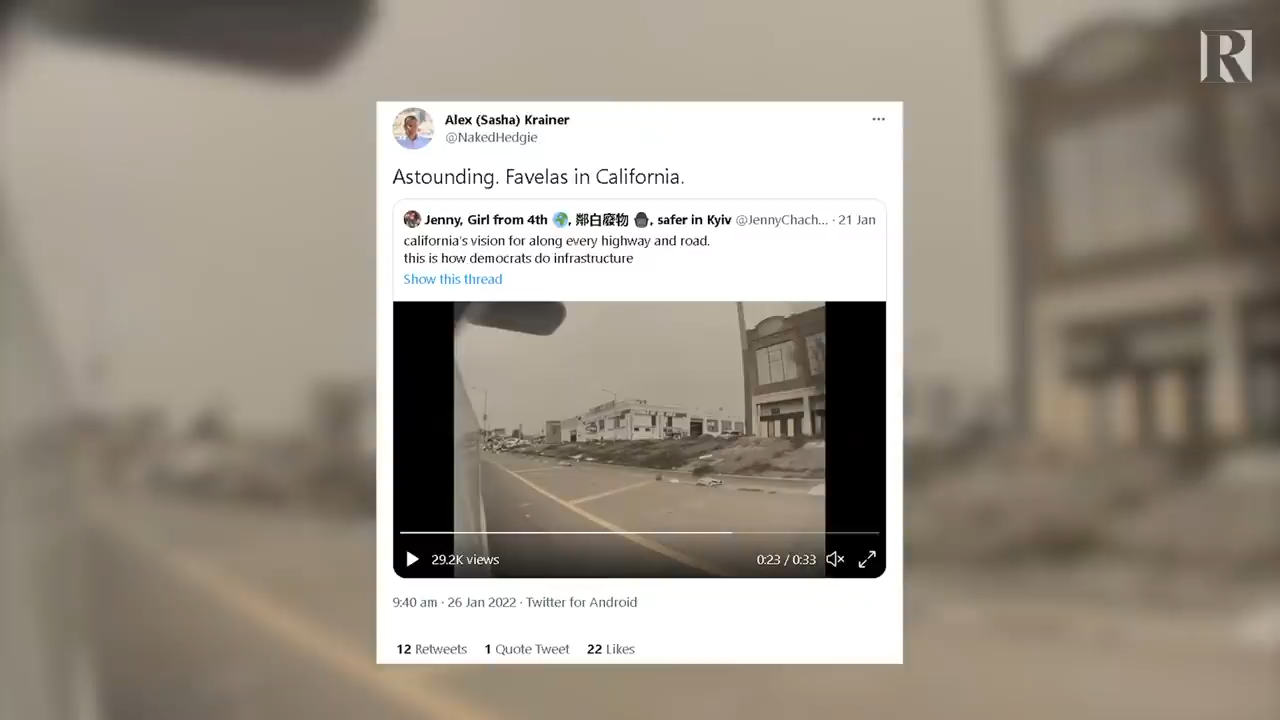 R
Alex (Sasha) Krainer
@NakedHedgie
Astounding. Favelas in California.
Jenny, Girl from 4th 🌍, 鄰白廢物 , safer in Kyiv @JennyChach... · 21 Jan
california's vision for along every highway and road.
this is how democrats do infrastructure
Show this thread
29.2K views
0:23 / 0:33
9:40 am · 26 Jan 2022 · Twitter for Android
12 Retweets 1 Quote Tweet 22 Likes